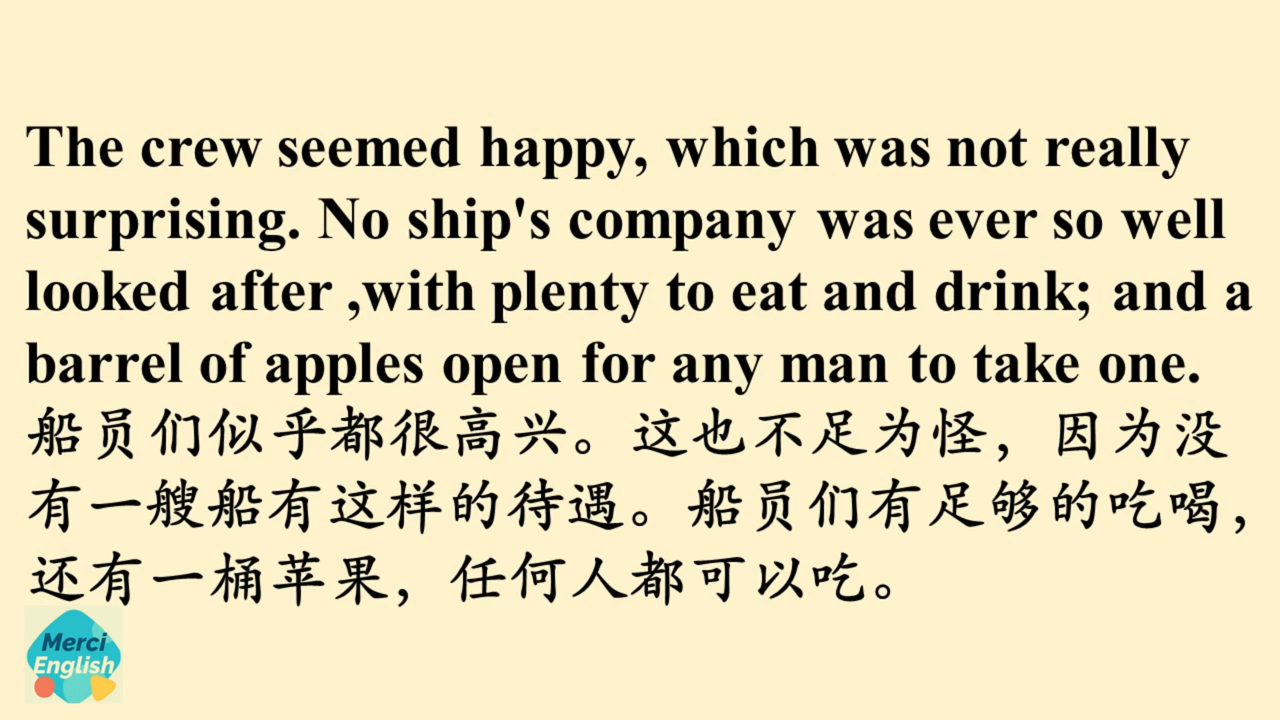 The crew seemed happy, which was not really
surprising. No ship's company was ever so well
looked after ,with plenty to eat and drink; and a
barrel of apples open for any man to take one.
船员们似乎都很高兴。这也不足为怪，因为没
有一艘船有这样的待遇。船员们有足够的吃喝，
还有一桶苹果，任何人都可以吃。
Merci
English